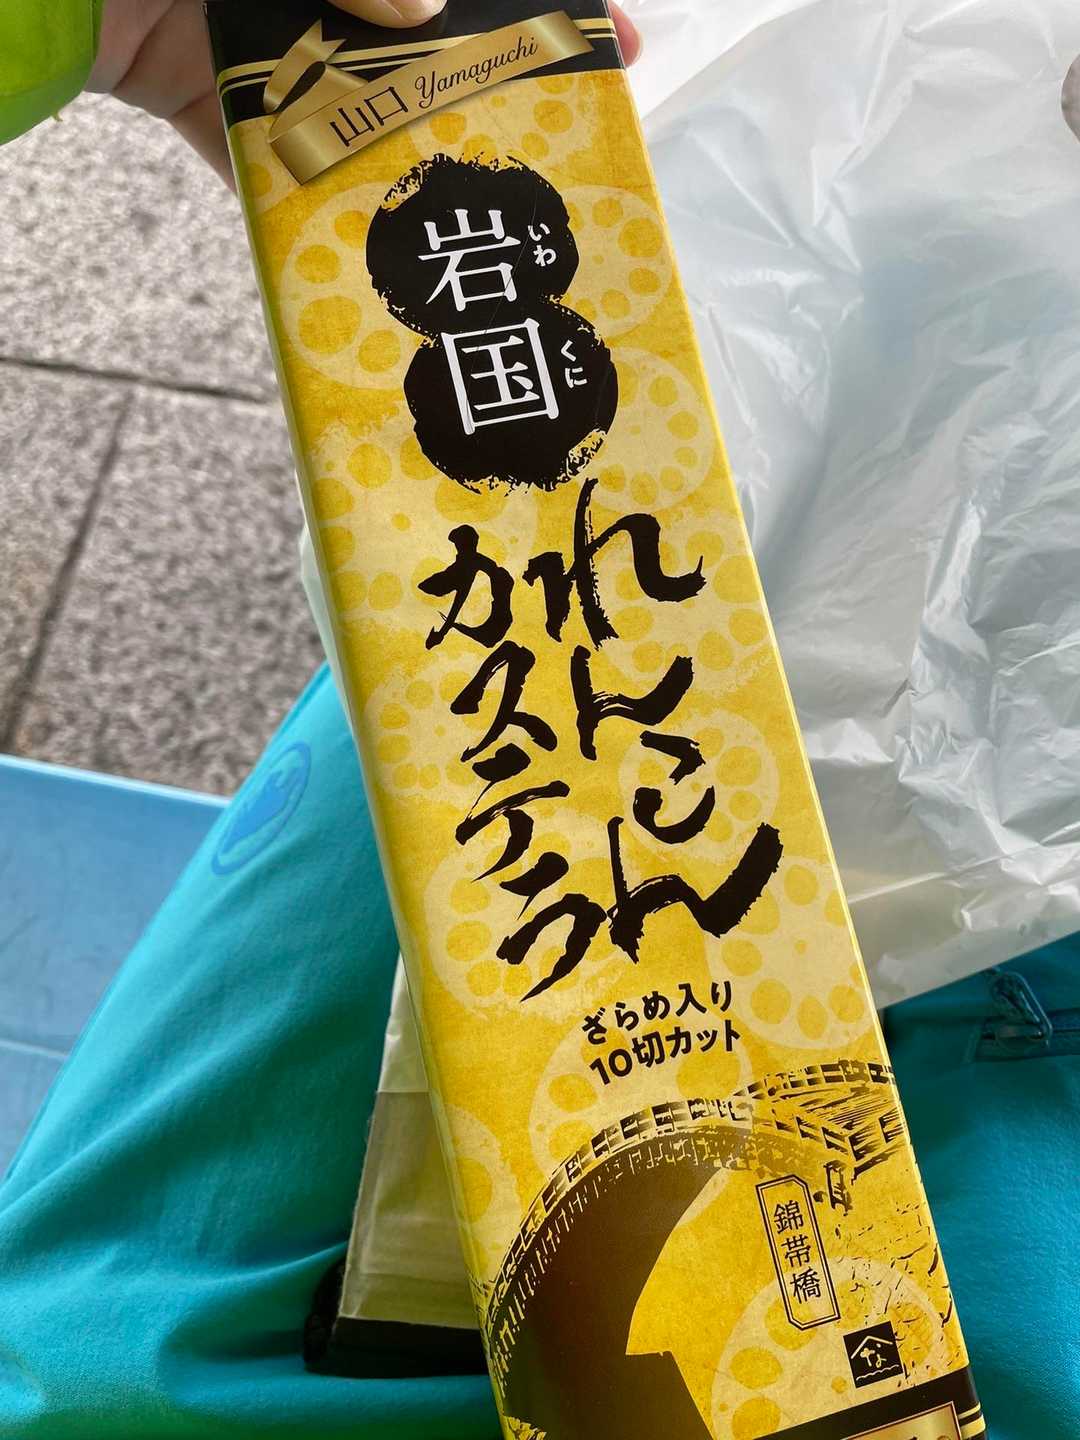 山口 Yamaguchi
岩国
いわ
くに
れんこん
カステラ
ざらめ入り
10切カット
錦帯橋
な